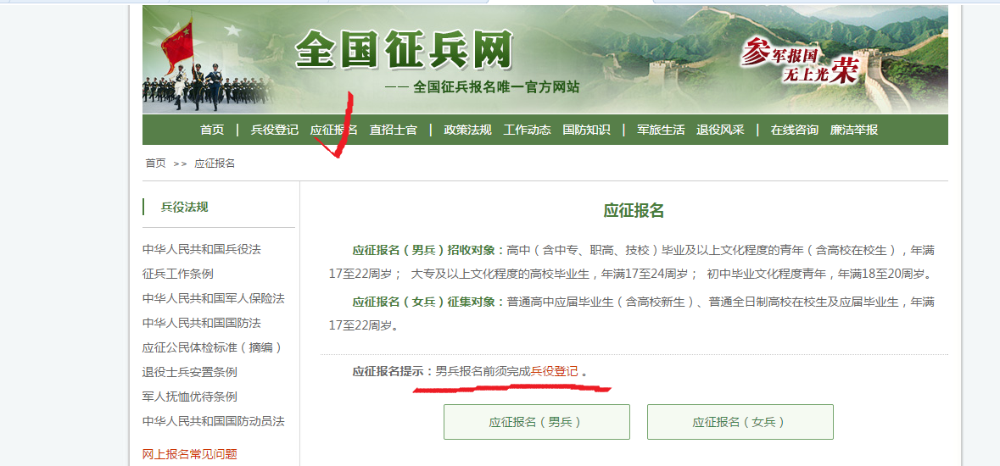 全国征兵网
—— 全国征兵报名唯一官方网站
参军报国
无上光荣
首页 | 兵役登记 应征报名 直招士官 | 政策法规 工作动态 国防知识 | 军旅生活 退役风采 | 在线咨询 廉洁举报
首页 >> 应征报名
兵役法规
中华人民共和国兵役法
征兵工作条例
中华人民共和国军人保险法
中华人民共和国国防法
应征公民体检标准（摘编）
退役士兵安置条例
军人抚恤优待条例
中华人民共和国国防动员法
网上报名常见问题
应征报名
应征报名（男兵）招收对象：高中（含中专、职高、技校）毕业及以上文化程度的青年（含高校在校生），年满
17至22周岁； 大专及以上文化程度的高校毕业生，年满17至24周岁； 初中毕业文化程度青年，年满18至20周岁。
应征报名（女兵）征集对象：普通高中应届毕业生（含高校新生）、普通全日制高校在校生及应届毕业生，年满
17至22周岁。
应征报名提示：男兵报名前须完成兵役登记 。
应征报名（男兵） 应征报名（女兵）